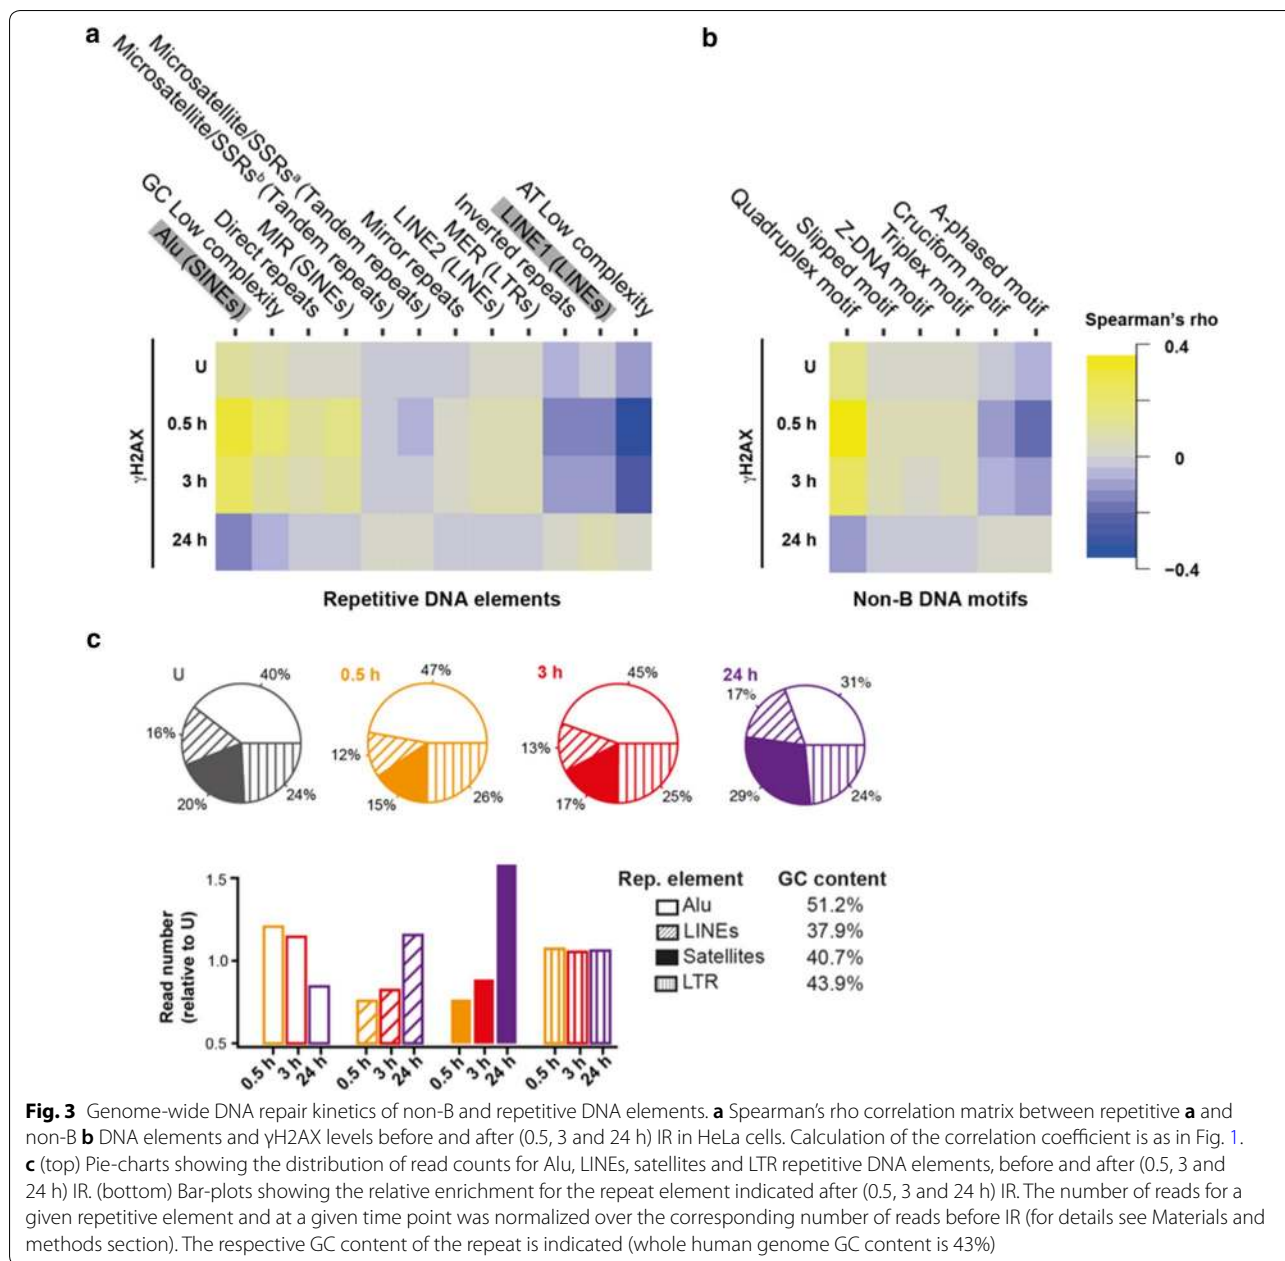 a
b
Microsatellite/SSRsᵃ (Tandem repeats)
Microsatellite/SSRsᵇ (Tandem repeats)
Alu (SINEs)
GC Low complexity
Direct repeats
MIR (SINEs)
Mirror repeats
LINE2 (LINEs)
MER (LTRs)
Inverted repeats
LINE1 (LINEs)
AT Low complexity
Quadruplex motif
Slipped motif
Z-DNA motif
Triplex motif
Cruciform motif
A-phased motif
γH2AX
U
0.5 h
3 h
24 h
Repetitive DNA elements
γH2AX
U
0.5 h
3 h
24 h
Non-B DNA motifs
Spearman's rho
0.4
0
−0.4
c
U
40%
16%
20%
24%
0.5 h
47%
12%
15%
26%
3 h
45%
13%
17%
25%
24 h
31%
17%
29%
24%
Read number
(relative to U)
1.5
1.0
0.5
0.5 h 3 h 24 h 0.5 h 3 h 24 h 0.5 h 3 h 24 h 0.5 h 3 h 24 h
Rep. element GC content
Alu 51.2%
LINEs 37.9%
Satellites 40.7%
LTR 43.9%
Fig. 3 Genome-wide DNA repair kinetics of non-B and repetitive DNA elements. a Spearman's rho correlation matrix between repetitive a and
non-B b DNA elements and γH2AX levels before and after (0.5, 3 and 24 h) IR in HeLa cells. Calculation of the correlation coefficient is as in Fig. 1.
c (top) Pie-charts showing the distribution of read counts for Alu, LINEs, satellites and LTR repetitive DNA elements, before and after (0.5, 3 and
24 h) IR. (bottom) Bar-plots showing the relative enrichment for the repeat element indicated after (0.5, 3 and 24 h) IR. The number of reads for a
given repetitive element and at a given time point was normalized over the corresponding number of reads before IR (for details see Materials and
methods section). The respective GC content of the repeat is indicated (whole human genome GC content is 43%)